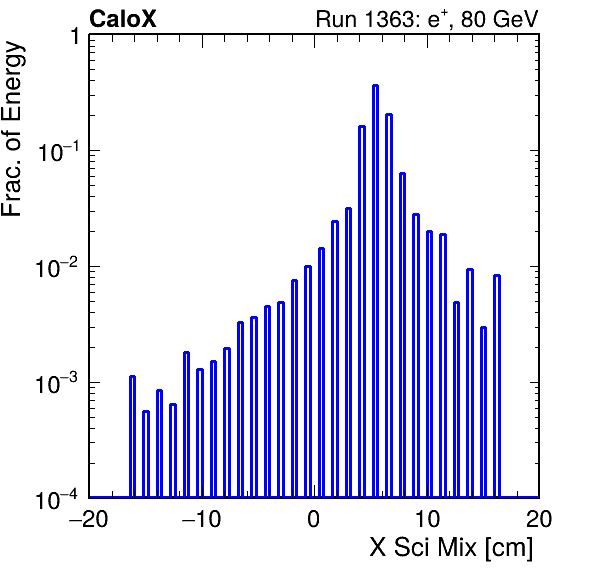 CaloX Run 1363: e⁺, 80 GeV
Frac. of Energy
1
10⁻¹
10⁻²
10⁻³
10⁻⁴
−20 −10 0 10 20
X Sci Mix [cm]